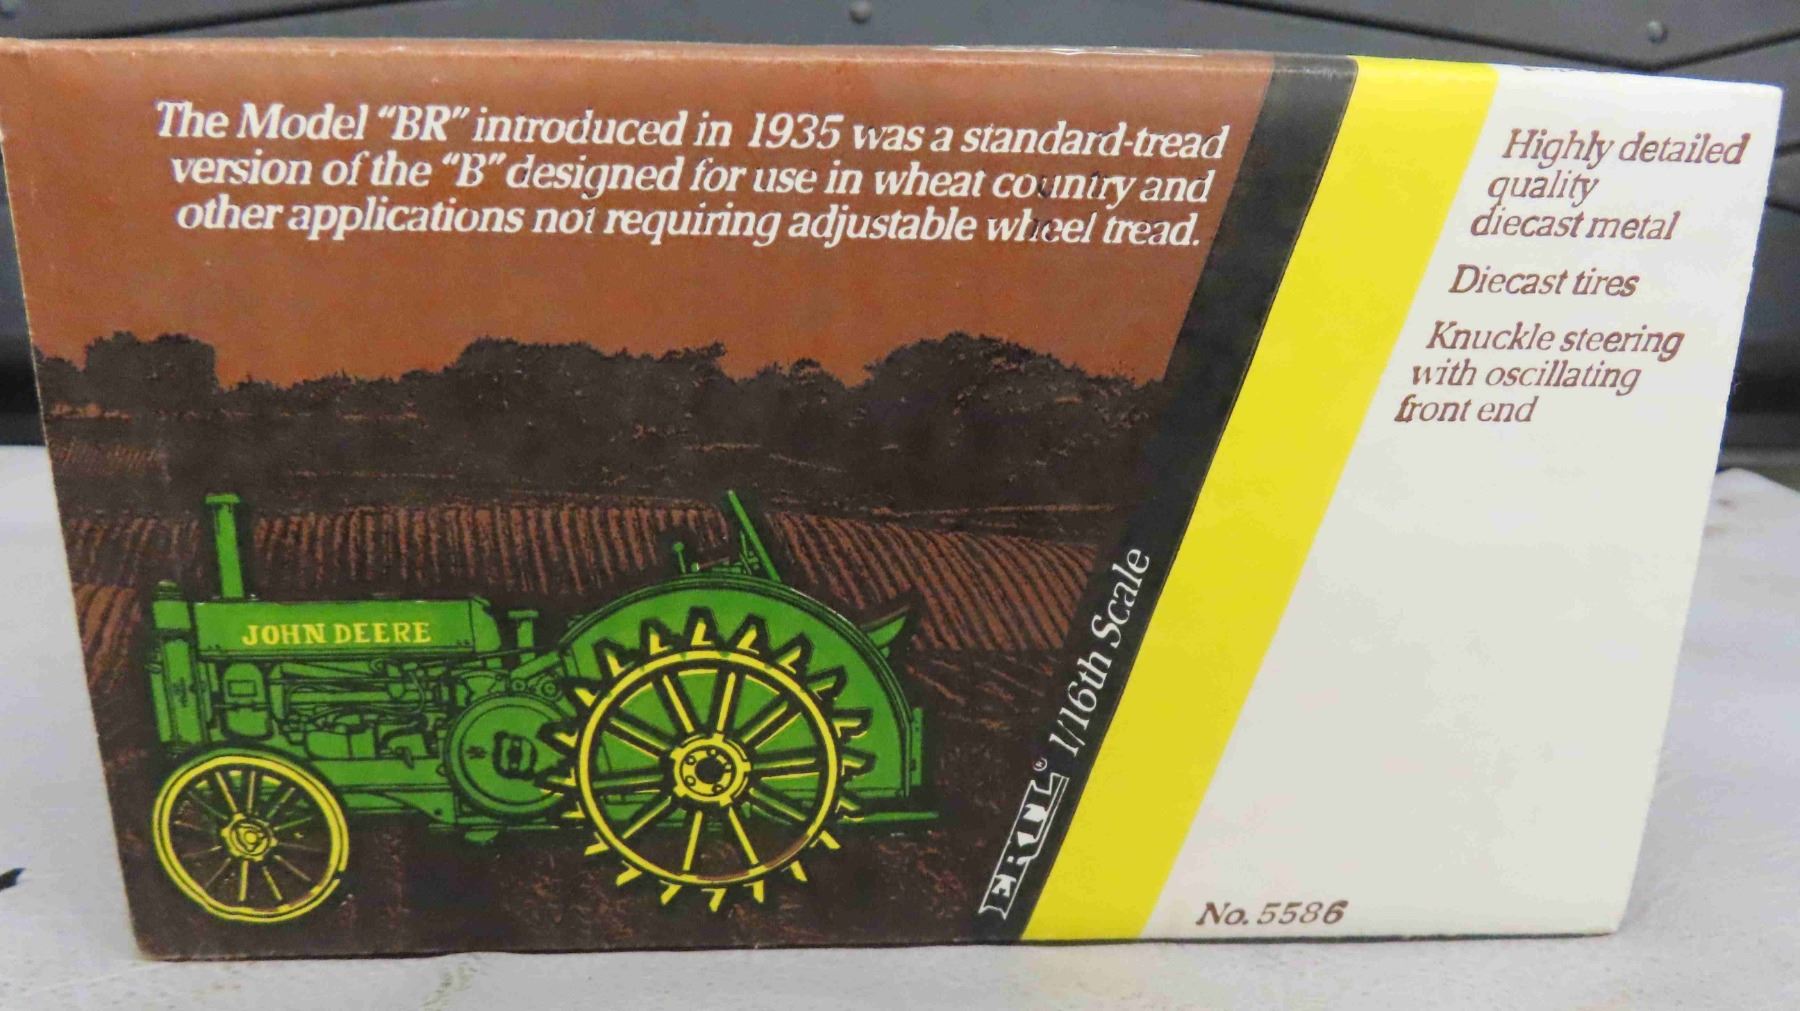 The Model "BR" introduced in 1935 was a standard-tread
version of the "B" designed for use in wheat country and
other applications not requiring adjustable wheel tread.
Highly detailed
quality
diecast metal
Diecast tires
Knuckle steering
with oscillating
front end
JOHN DEERE
ERTL® 1/16th Scale
No. 5586